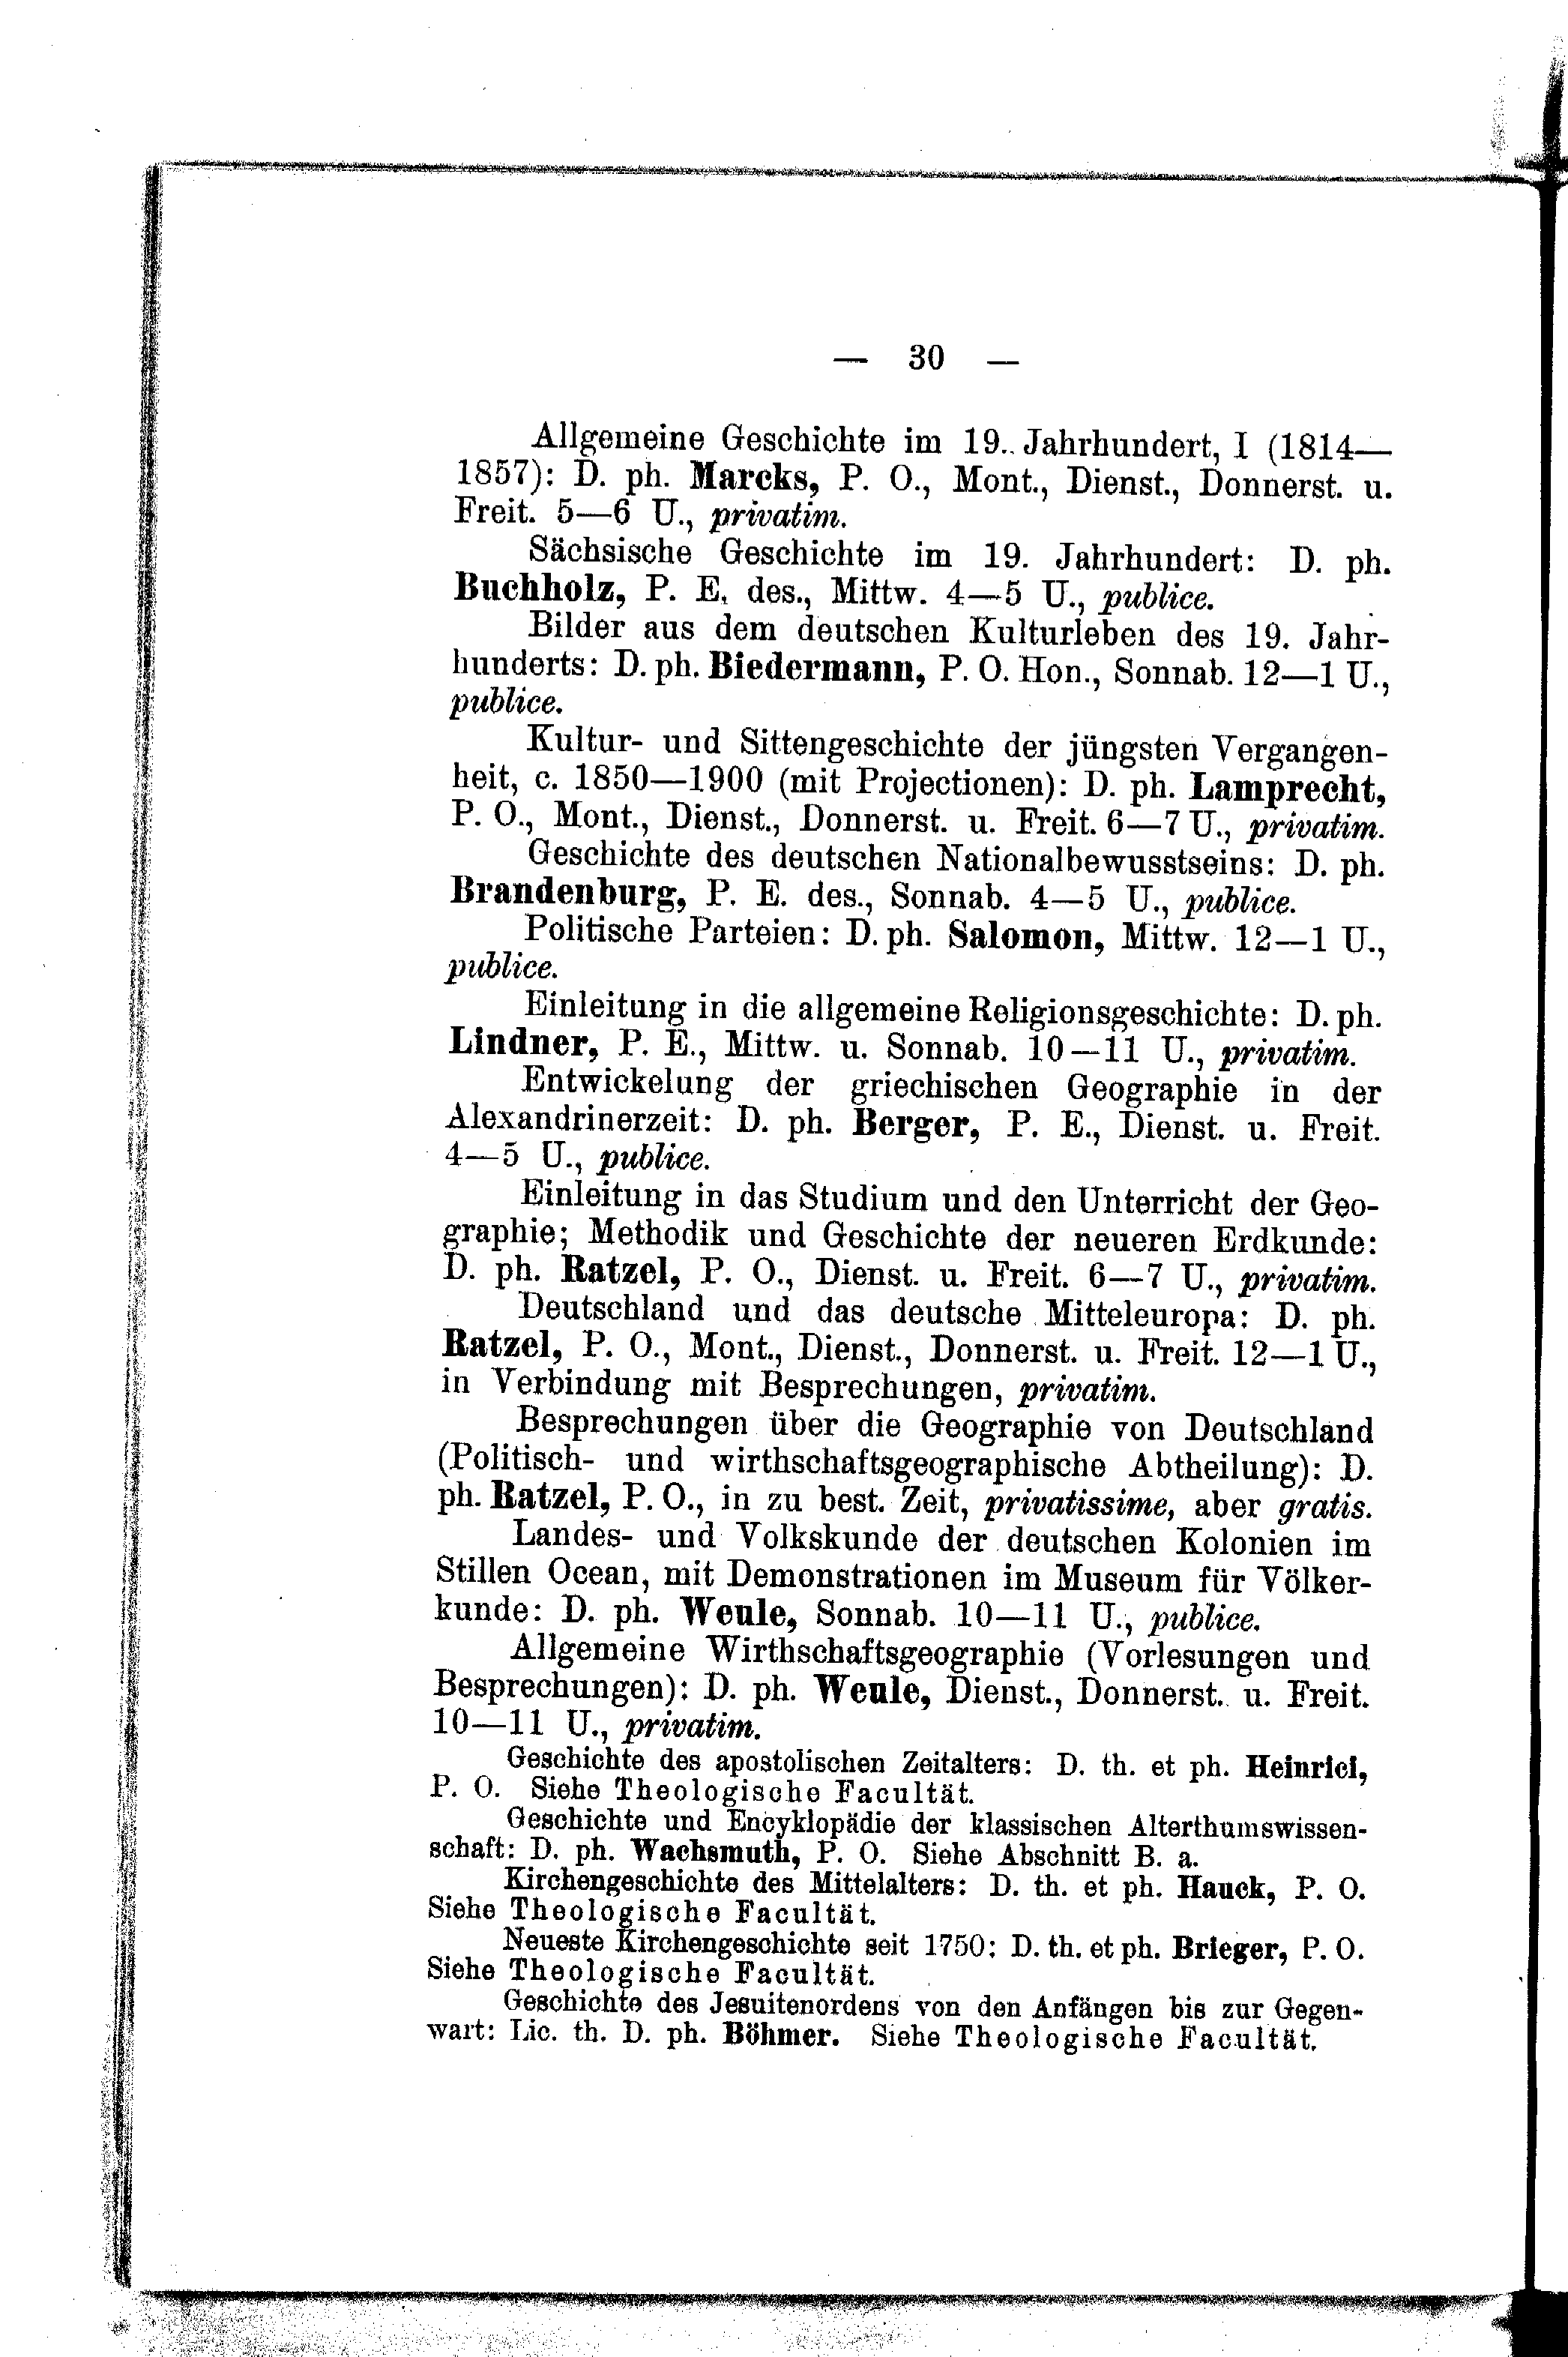 — 30 —
Allgemeine Geschichte im 19. Jahrhundert, I (1814—
1857): D. ph. Marcks, P. O., Mont., Dienst., Donnerst. u.
Freit. 5—6 U., privatim.
Sächsische Geschichte im 19. Jahrhundert: D. ph.
Buchholz, P. E. des., Mittw. 4—5 U., publice.
Bilder aus dem deutschen Kulturleben des 19. Jahr-
hunderts: D. ph. Biedermann, P. O. Hon., Sonnab. 12—1 U.,
publice.
Kultur- und Sittengeschichte der jüngsten Vergangen-
heit, c. 1850—1900 (mit Projectionen): D. ph. Lamprecht,
P. O., Mont., Dienst., Donnerst. u. Freit. 6—7 U., privatim.
Geschichte des deutschen Nationalbewusstseins: D. ph.
Brandenburg, P. E. des., Sonnab. 4—5 U., publice.
Politische Parteien: D. ph. Salomon, Mittw. 12—1 U.,
publice.
Einleitung in die allgemeine Religionsgeschichte: D. ph.
Lindner, P. E., Mittw. u. Sonnab. 10—11 U., privatim.
Entwickelung der griechischen Geographie in der
Alexandrinerzeit: D. ph. Berger, P. E., Dienst. u. Freit.
4—5 U., publice.
Einleitung in das Studium und den Unterricht der Geo-
graphie; Methodik und Geschichte der neueren Erdkunde:
D. ph. Ratzel, P. O., Dienst. u. Freit. 6—7 U., privatim.
Deutschland und das deutsche Mitteleuropa: D. ph.
Ratzel, P. O., Mont., Dienst., Donnerst. u. Freit. 12—1 U.,
in Verbindung mit Besprechungen, privatim.
Besprechungen über die Geographie von Deutschland
(Politisch- und wirthschaftsgeographische Abtheilung): D.
ph. Ratzel, P. O., in zu best. Zeit, privatissime, aber gratis.
Landes- und Volkskunde der deutschen Kolonien im
Stillen Ocean, mit Demonstrationen im Museum für Völker-
kunde: D. ph. Weule, Sonnab. 10—11 U., publice.
Allgemeine Wirthschaftsgeographie (Vorlesungen und
Besprechungen): D. ph. Weule, Dienst., Donnerst. u. Freit.
10—11 U., privatim.
Geschichte des apostolischen Zeitalters: D. th. et ph. Heinrici,
P. O. Siehe Theologische Facultät.
Geschichte und Encyklopädie der klassischen Alterthumswissen-
schaft: D. ph. Wachsmuth, P. O. Siehe Abschnitt B. a.
Kirchengeschichte des Mittelalters: D. th. et ph. Hauck, P. O.
Siehe Theologische Facultät.
Neueste Kirchengeschichte seit 1750: D. th. et ph. Brieger, P. O.
Siehe Theologische Facultät.
Geschichte des Jesuitenordens von den Anfängen bis zur Gegen-
wart: Lic. th. D. ph. Böhmer. Siehe Theologische Facultät.